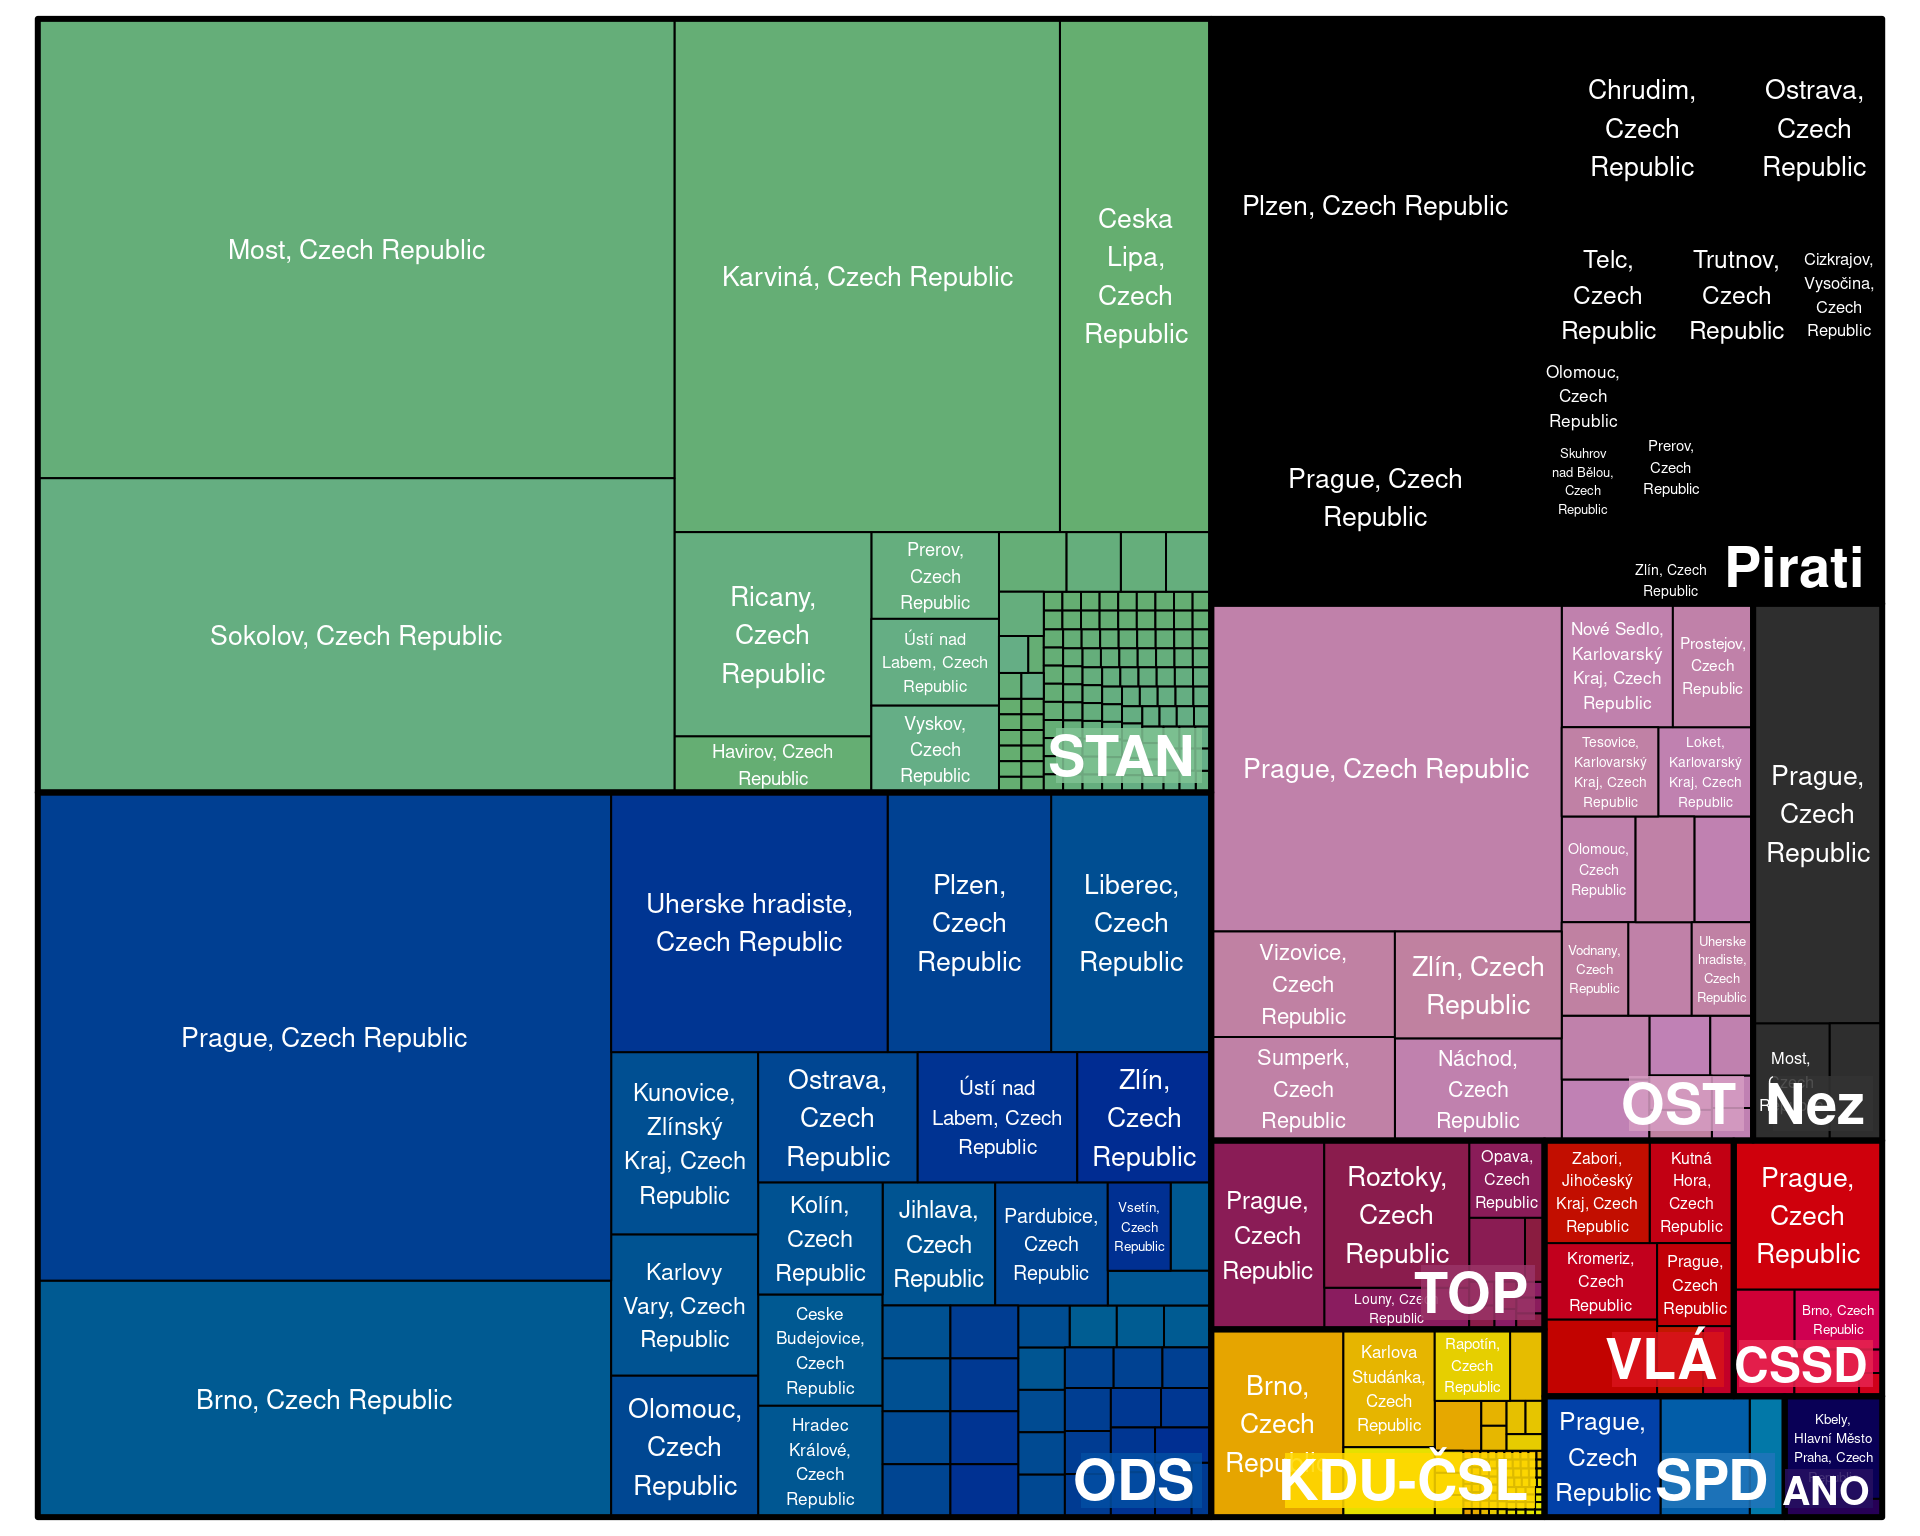 Most, Czech Republic
Sokolov, Czech Republic
Karviná, Czech Republic
Ceska
Lipa,
Czech
Republic
Ricany,
Czech
Republic
Havirov, Czech
Republic
Prerov,
Czech
Republic
Ústí nad
Labem, Czech
Republic
Vyskov,
Czech
Republic
STAN
Prague, Czech Republic
Brno, Czech Republic
Uherske hradiste,
Czech Republic
Plzen,
Czech
Republic
Liberec,
Czech
Republic
Kunovice,
Zlínský
Kraj, Czech
Republic
Karlovy
Vary, Czech
Republic
Olomouc,
Czech
Republic
Ostrava,
Czech
Republic
Ústí nad
Labem, Czech
Republic
Zlín,
Czech
Republic
Kolín,
Czech
Republic
Ceske
Budejovice,
Czech
Republic
Hradec
Králové,
Czech
Republic
Jihlava,
Czech
Republic
Pardubice,
Czech
Republic
Vsetín,
Czech
Republic
ODS
Plzen, Czech Republic
Prague, Czech
Republic
Chrudim,
Czech
Republic
Ostrava,
Czech
Republic
Telc,
Czech
Republic
Trutnov,
Czech
Republic
Cizkrajov,
Vysočina,
Czech
Republic
Olomouc,
Czech
Republic
Skuhrov
nad Bělou,
Czech
Republic
Prerov,
Czech
Republic
Zlín, Czech
Republic
Pirati
Prague, Czech Republic
Vizovice,
Czech
Republic
Sumperk,
Czech
Republic
Zlín, Czech
Republic
Náchod,
Czech
Republic
Nové Sedlo,
Karlovarský
Kraj, Czech
Republic
Prostejov,
Czech
Republic
Tesovice,
Karlovarský
Kraj, Czech
Republic
Loket,
Karlovarský
Kraj, Czech
Republic
Olomouc,
Czech
Republic
Vodnany,
Czech
Republic
Uherske
hradiste,
Czech
Republic
OST
Prague,
Czech
Republic
Most,
Czech
Nez
Prague,
Czech
Republic
Roztoky,
Czech
Republic
Opava,
Czech
Republic
Louny, Cze
Republic
TOP
Brno,
Czech
Republic
Karlova
Studánka,
Czech
Republic
Rapotín,
Czech
Republic
KDU-ČSL
Zabori,
Jihočeský
Kraj, Czech
Republic
Kutná
Hora,
Czech
Republic
Kromeriz,
Czech
Republic
Prague,
Czech
Republic
VLÁ
Prague,
Czech
Republic
Brno, Czech
Republic
CSSD
Prague,
Czech
Republic
SPD
Kbely,
Hlavní Město
Praha, Czech
ANO